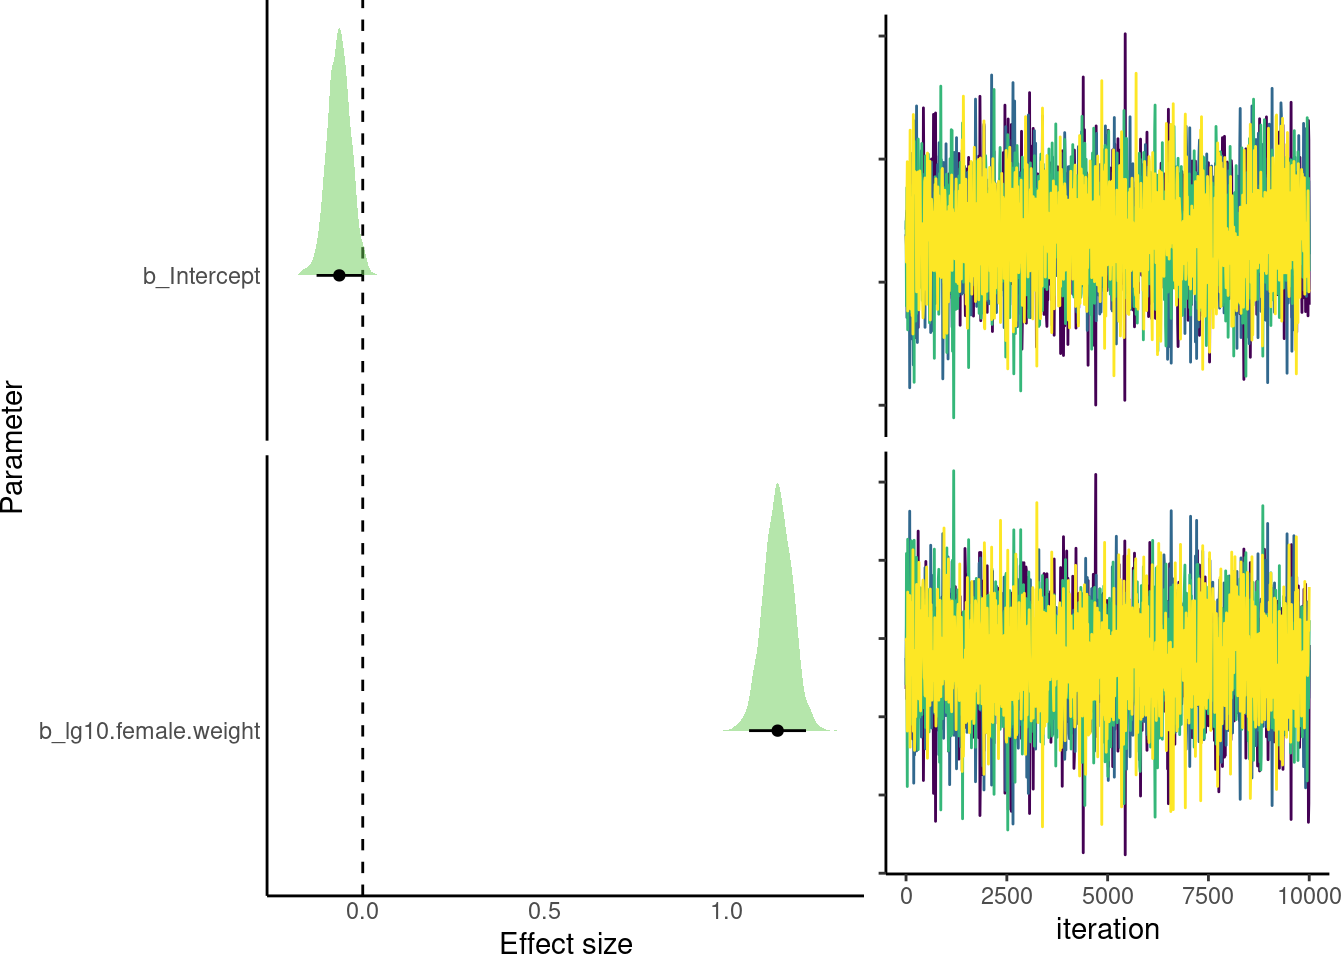 Parameter
b_Intercept
b_lg10.female.weight
0.0 0.5 1.0
Effect size
0 2500 5000 7500 10000
iteration